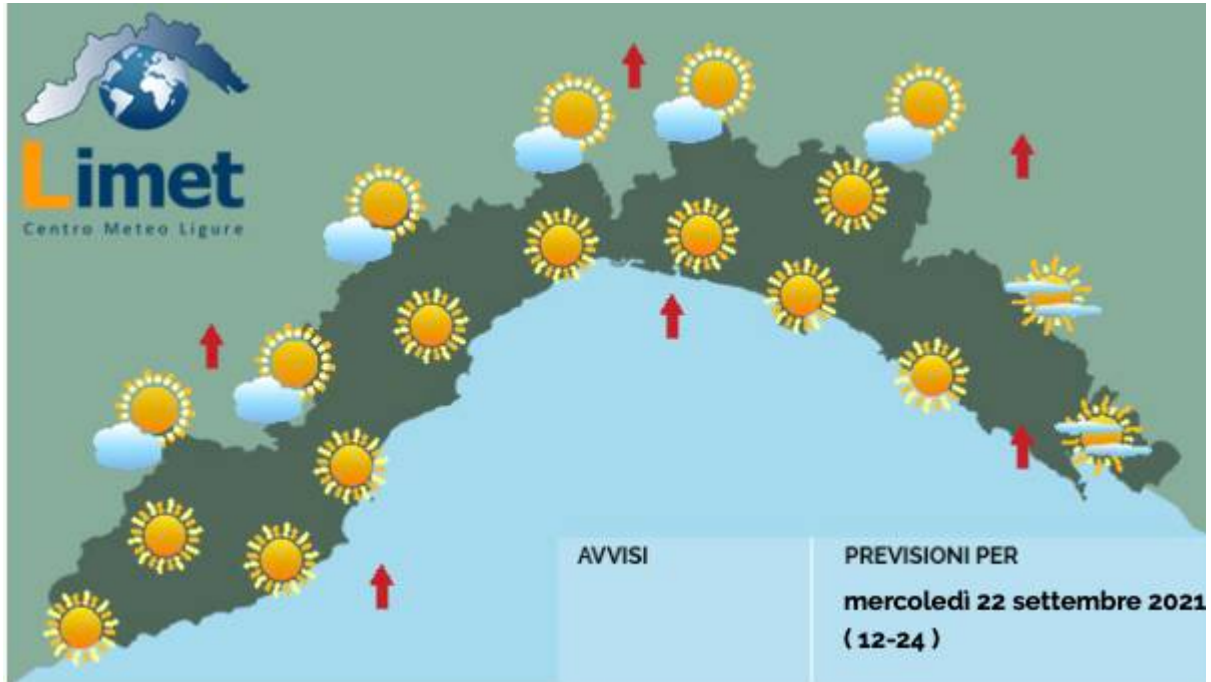 Limet
Centro Meteo Ligure
AVVISI
PREVISIONI PER
mercoledì 22 settembre 2021
( 12-24 )